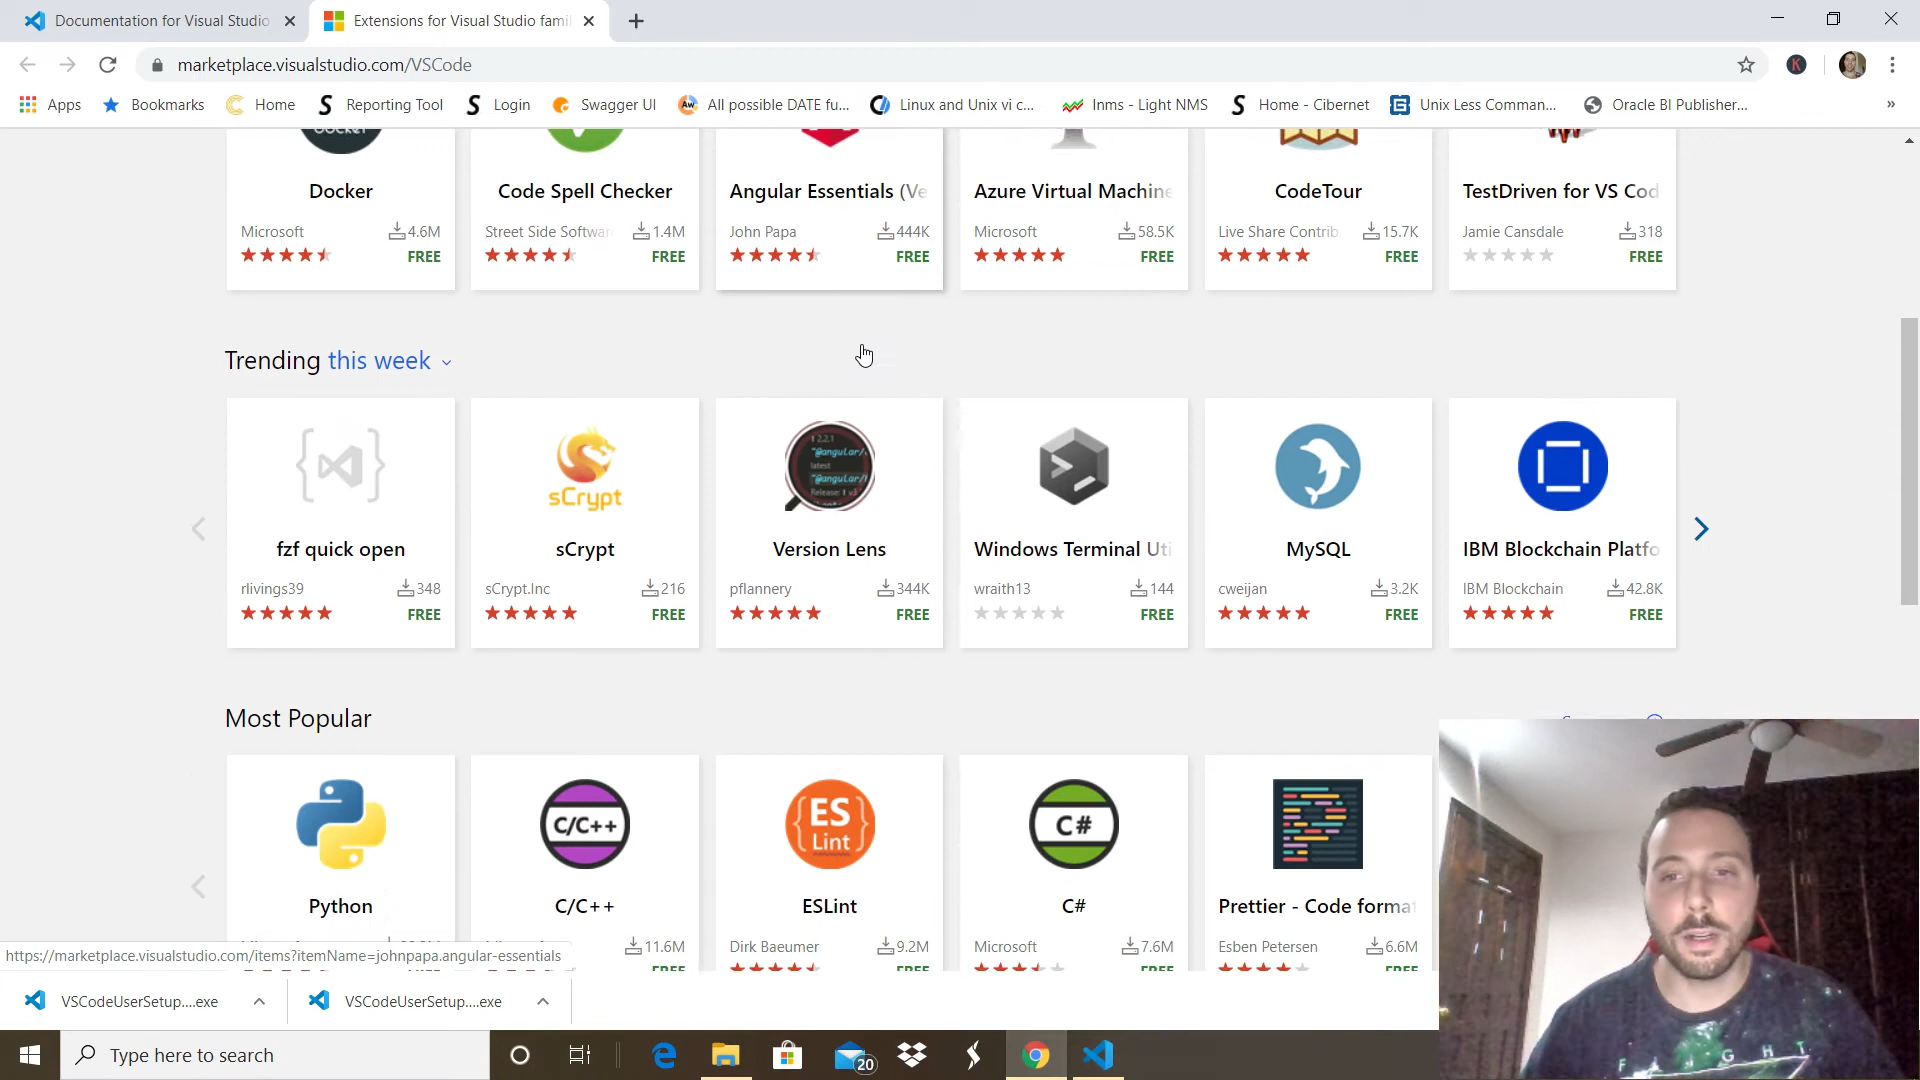 Documentation for Visual Studio
Extensions for Visual Studio fami
marketplace.visualstudio.com/VSCode
K
Apps
Bookmarks
Home
Reporting Tool
Login
Swagger UI
All possible DATE fu...
Linux and Unix vi c...
lnms - Light NMS
Home - Cibernet
Unix Less Comman...
Oracle BI Publisher...
»
Docker
Code Spell Checker
Angular Essentials (Ve
Azure Virtual Machine
CodeTour
TestDriven for VS Cod
Microsoft 4.6M
Street Side Softwar 1.4M
John Papa 444K
Microsoft 58.5K
Live Share Contrib 15.7K
Jamie Cansdale 318
FREE
FREE
FREE
FREE
FREE
FREE
Trending this week
sCrypt
fzf quick open
sCrypt
Version Lens
Windows Terminal Uti
MySQL
IBM Blockchain Platfo
rlivings39 348
sCrypt.Inc 216
pflannery 344K
wraith13 144
cweijan 3.2K
IBM Blockchain 42.8K
FREE
FREE
FREE
FREE
FREE
FREE
Most Popular
C/C++
ES
Lint
C#
Python
C/C++
ESLint
C#
Prettier - Code format
11.6M
Dirk Baeumer 9.2M
Microsoft 7.6M
Esben Petersen 6.6M
FREE
FREE
FREE
FREE
https://marketplace.visualstudio.com/items?itemName=johnpapa.angular-essentials
VSCodeUserSetup....exe
VSCodeUserSetup....exe
Type here to search
20
F L I G H T